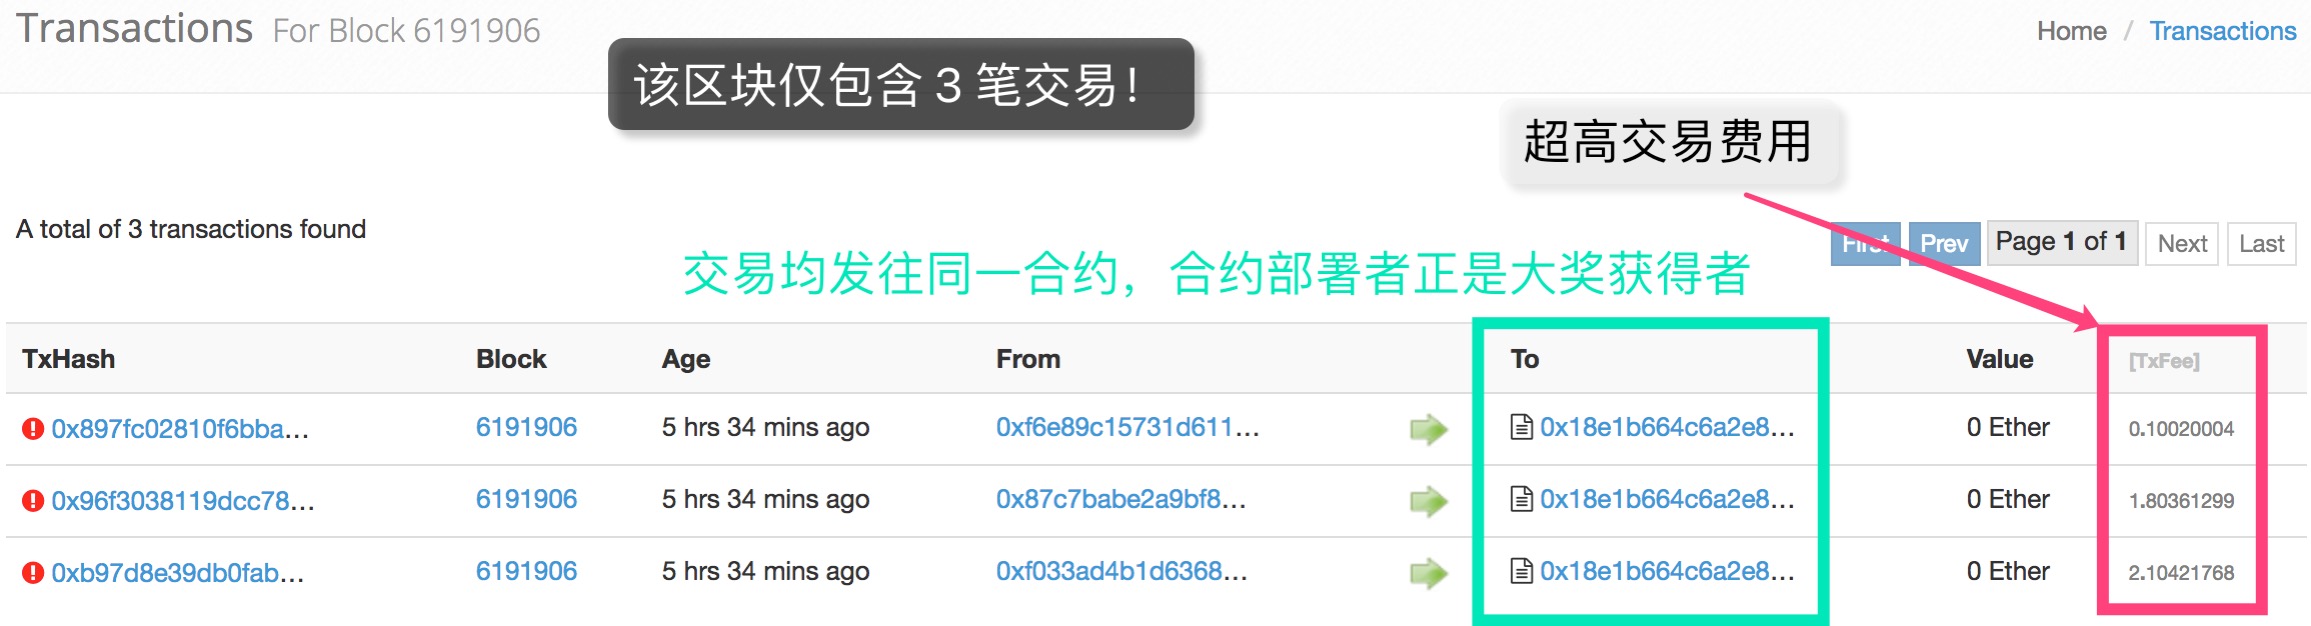 Transactions For Block 6191906
Home / Transactions
该区块仅包含 3 笔交易！
超高交易费用
A total of 3 transactions found
First Prev Page 1 of 1 Next Last
交易均发往同一合约，合约部署者正是大奖获得者
TxHash Block Age From To Value [TxFee]
0x897fc02810f6bba... 6191906 5 hrs 34 mins ago 0xf6e89c15731d611... 0x18e1b664c6a2e8... 0 Ether 0.10020004
0x96f3038119dcc78... 6191906 5 hrs 34 mins ago 0x87c7babe2a9bf8... 0x18e1b664c6a2e8... 0 Ether 1.80361299
0xb97d8e39db0fab... 6191906 5 hrs 34 mins ago 0xf033ad4b1d6368... 0x18e1b664c6a2e8... 0 Ether 2.10421768